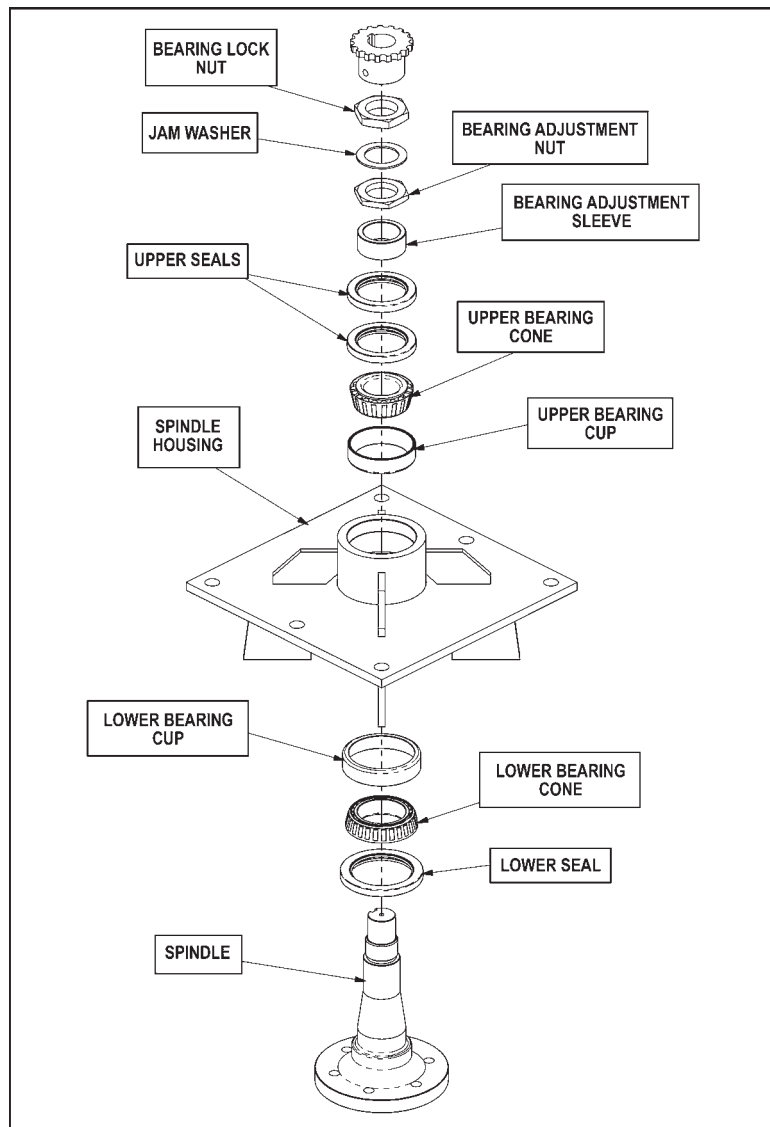 BEARING LOCK
NUT
JAM WASHER
BEARING ADJUSTMENT
NUT
BEARING ADJUSTMENT
SLEEVE
UPPER SEALS
UPPER BEARING
CONE
UPPER BEARING
CUP
SPINDLE
HOUSING
LOWER BEARING
CUP
LOWER BEARING
CONE
LOWER SEAL
SPINDLE